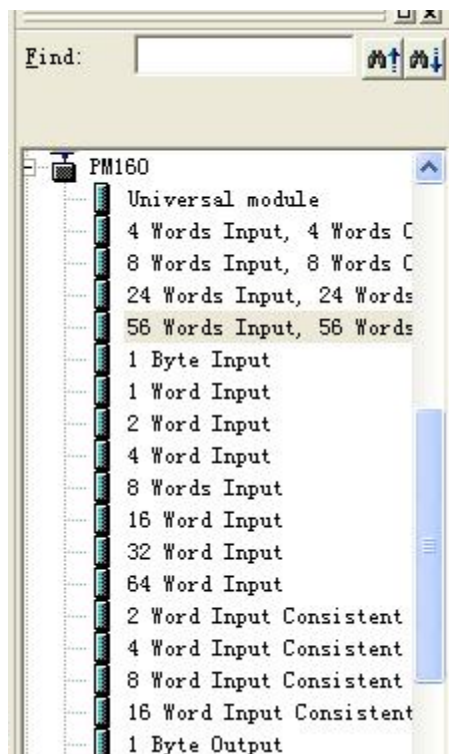 Find:
PM160
Universal module
4 Words Input, 4 Words
8 Words Input, 8 Words
24 Words Input, 24 Words
56 Words Input, 56 Words
1 Byte Input
1 Word Input
2 Word Input
4 Word Input
8 Words Input
16 Word Input
32 Word Input
64 Word Input
2 Word Input Consistent
4 Word Input Consistent
8 Word Input Consistent
16 Word Input Consistent
1 Byte Output